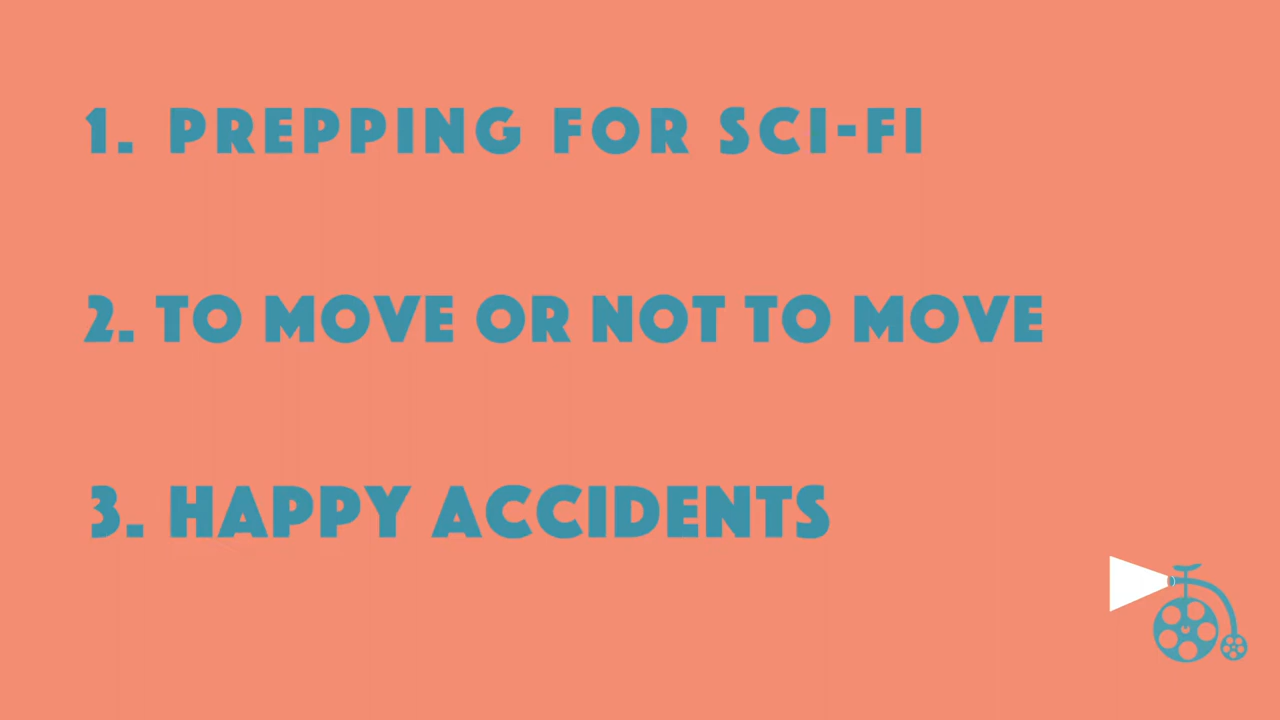 1. PREPPING FOR SCI-FI
2. TO MOVE OR NOT TO MOVE
3. HAPPY ACCIDENTS